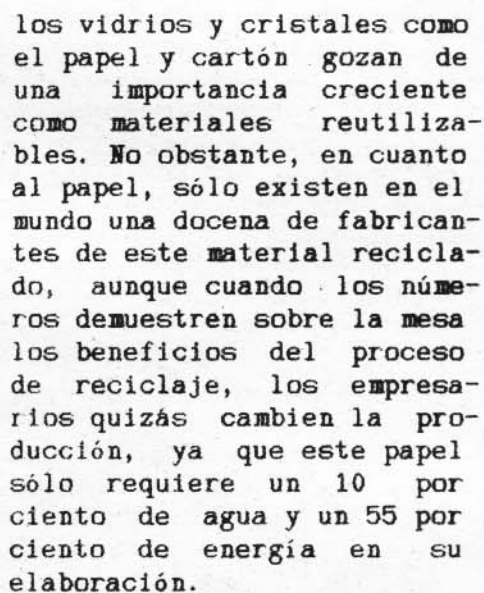 los vidrios y cristales como
el papel y cartón gozan de
una importancia creciente
como materiales reutiliza-
bles. No obstante, en cuanto
al papel, sólo existen en el
mundo una docena de fabrican-
tes de este material recicla-
do, aunque cuando los núme-
ros demuestren sobre la mesa
los beneficios del proceso
de reciclaje, los empresa-
rios quizás cambien la pro-
ducción, ya que este papel
sólo requiere un 10 por
ciento de agua y un 55 por
ciento de energía en su
elaboración.